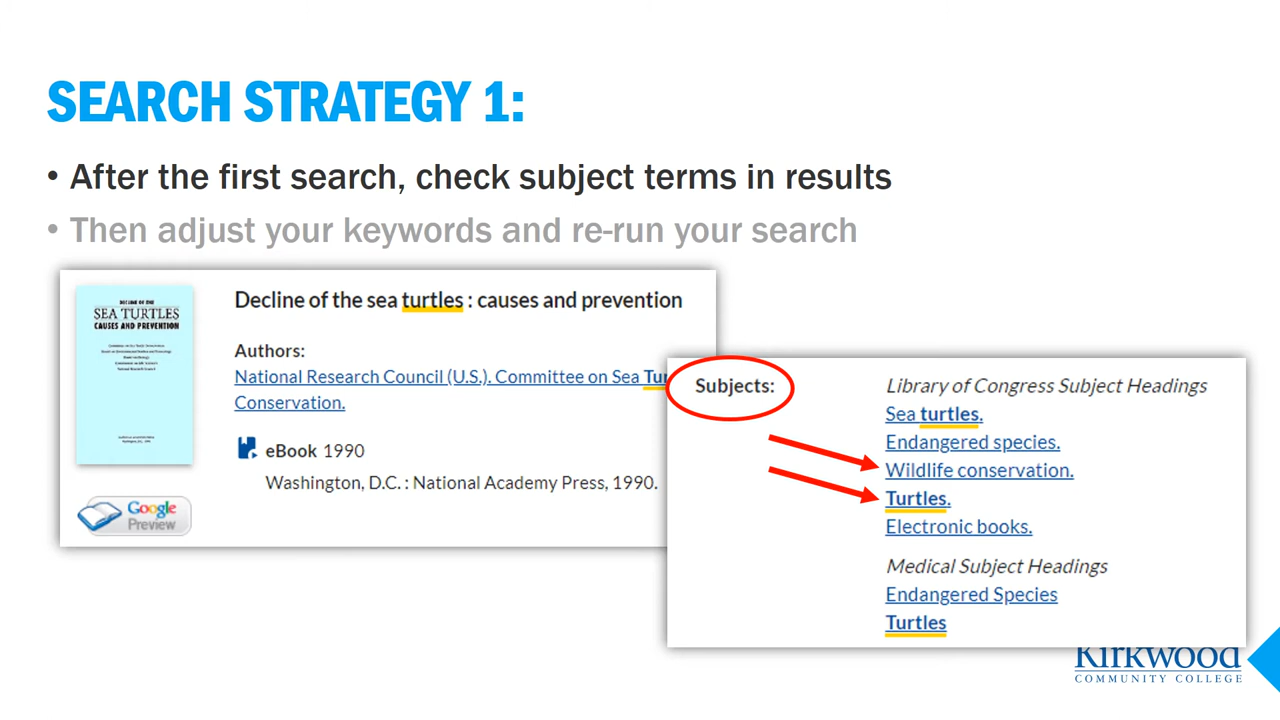 SEARCH STRATEGY 1:
• After the first search, check subject terms in results
• Then adjust your keywords and re-run your search
DECLINE OF THE
SEA TURTLES
CAUSES AND PREVENTION
Google
Preview
Decline of the sea turtles : causes and prevention
Authors:
National Research Council (U.S.). Committee on Sea Tur
Conservation.
eBook 1990
Washington, D.C. : National Academy Press, 1990.
Subjects:
Library of Congress Subject Headings
Sea turtles.
Endangered species.
Wildlife conservation.
Turtles.
Electronic books.
Medical Subject Headings
Endangered Species
Turtles
Kirkwood
COMMUNITY COLLEGE